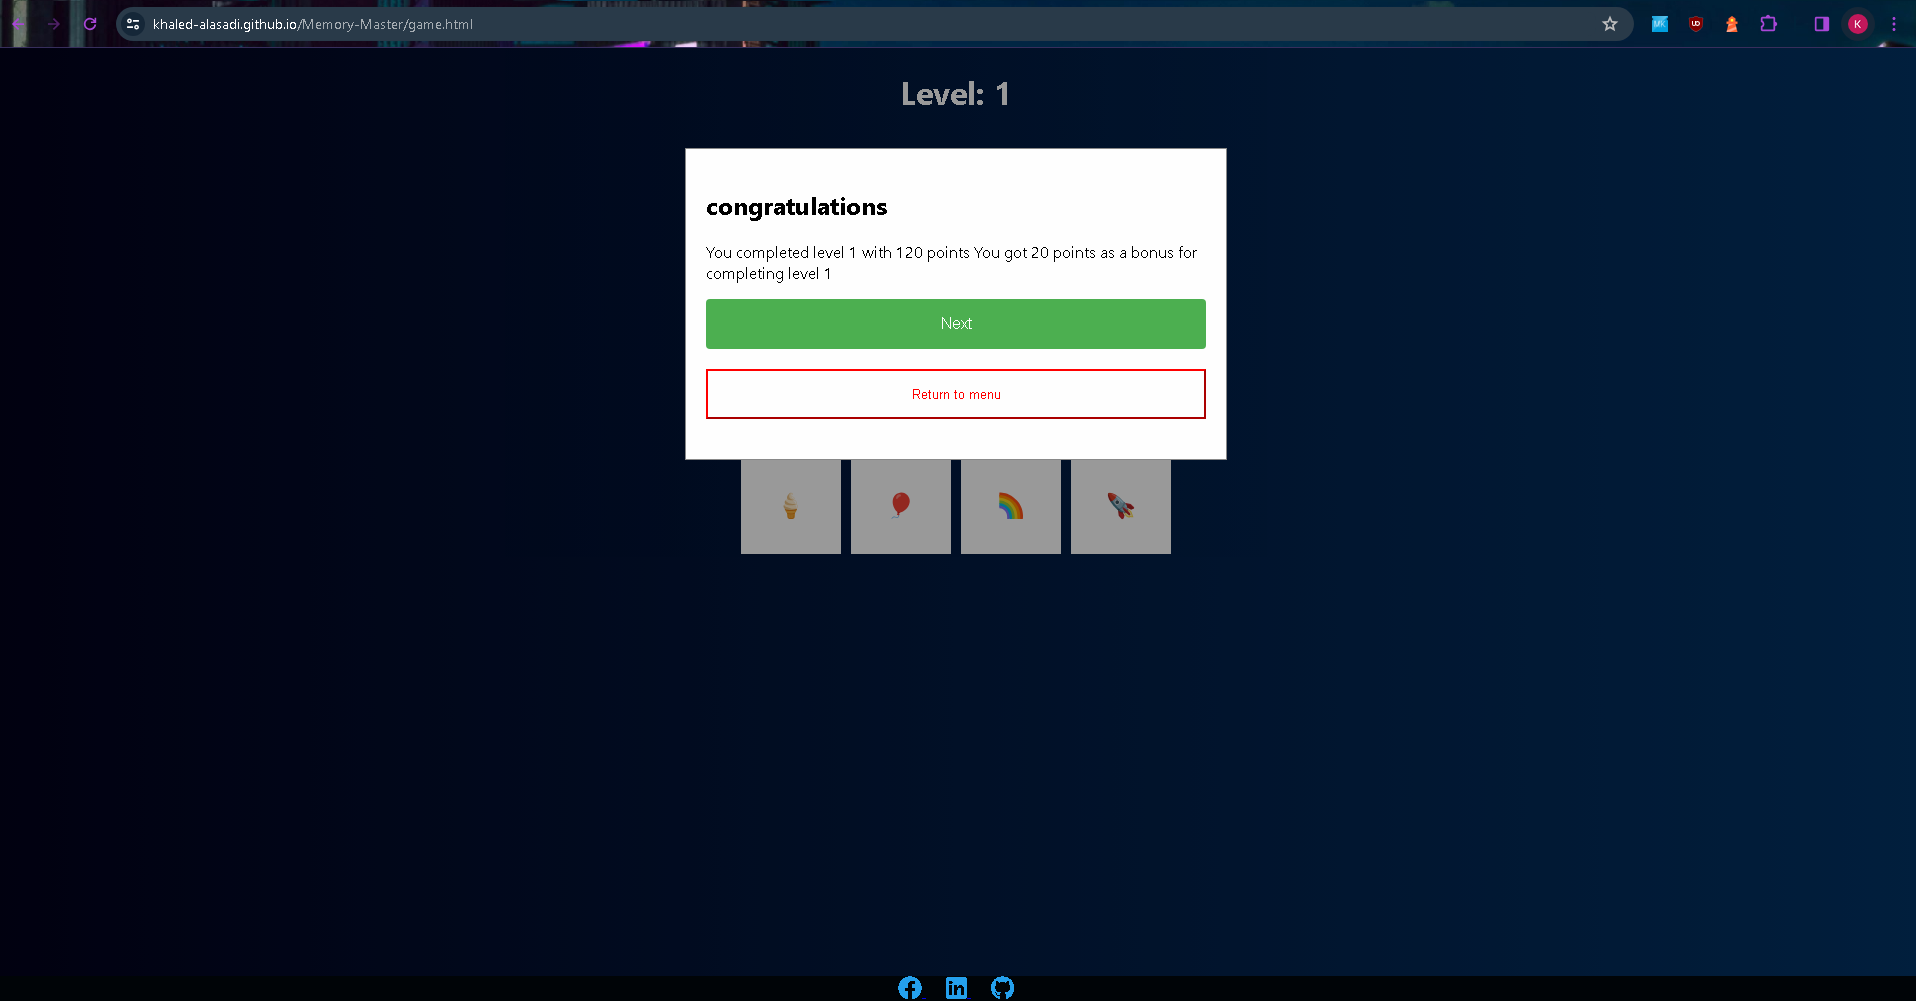 khaled-alasadi.github.io/Memory-Master/game.html
K
Level: 1
congratulations
You completed level 1 with 120 points You got 20 points as a bonus for
completing level 1
Next
Return to menu
in